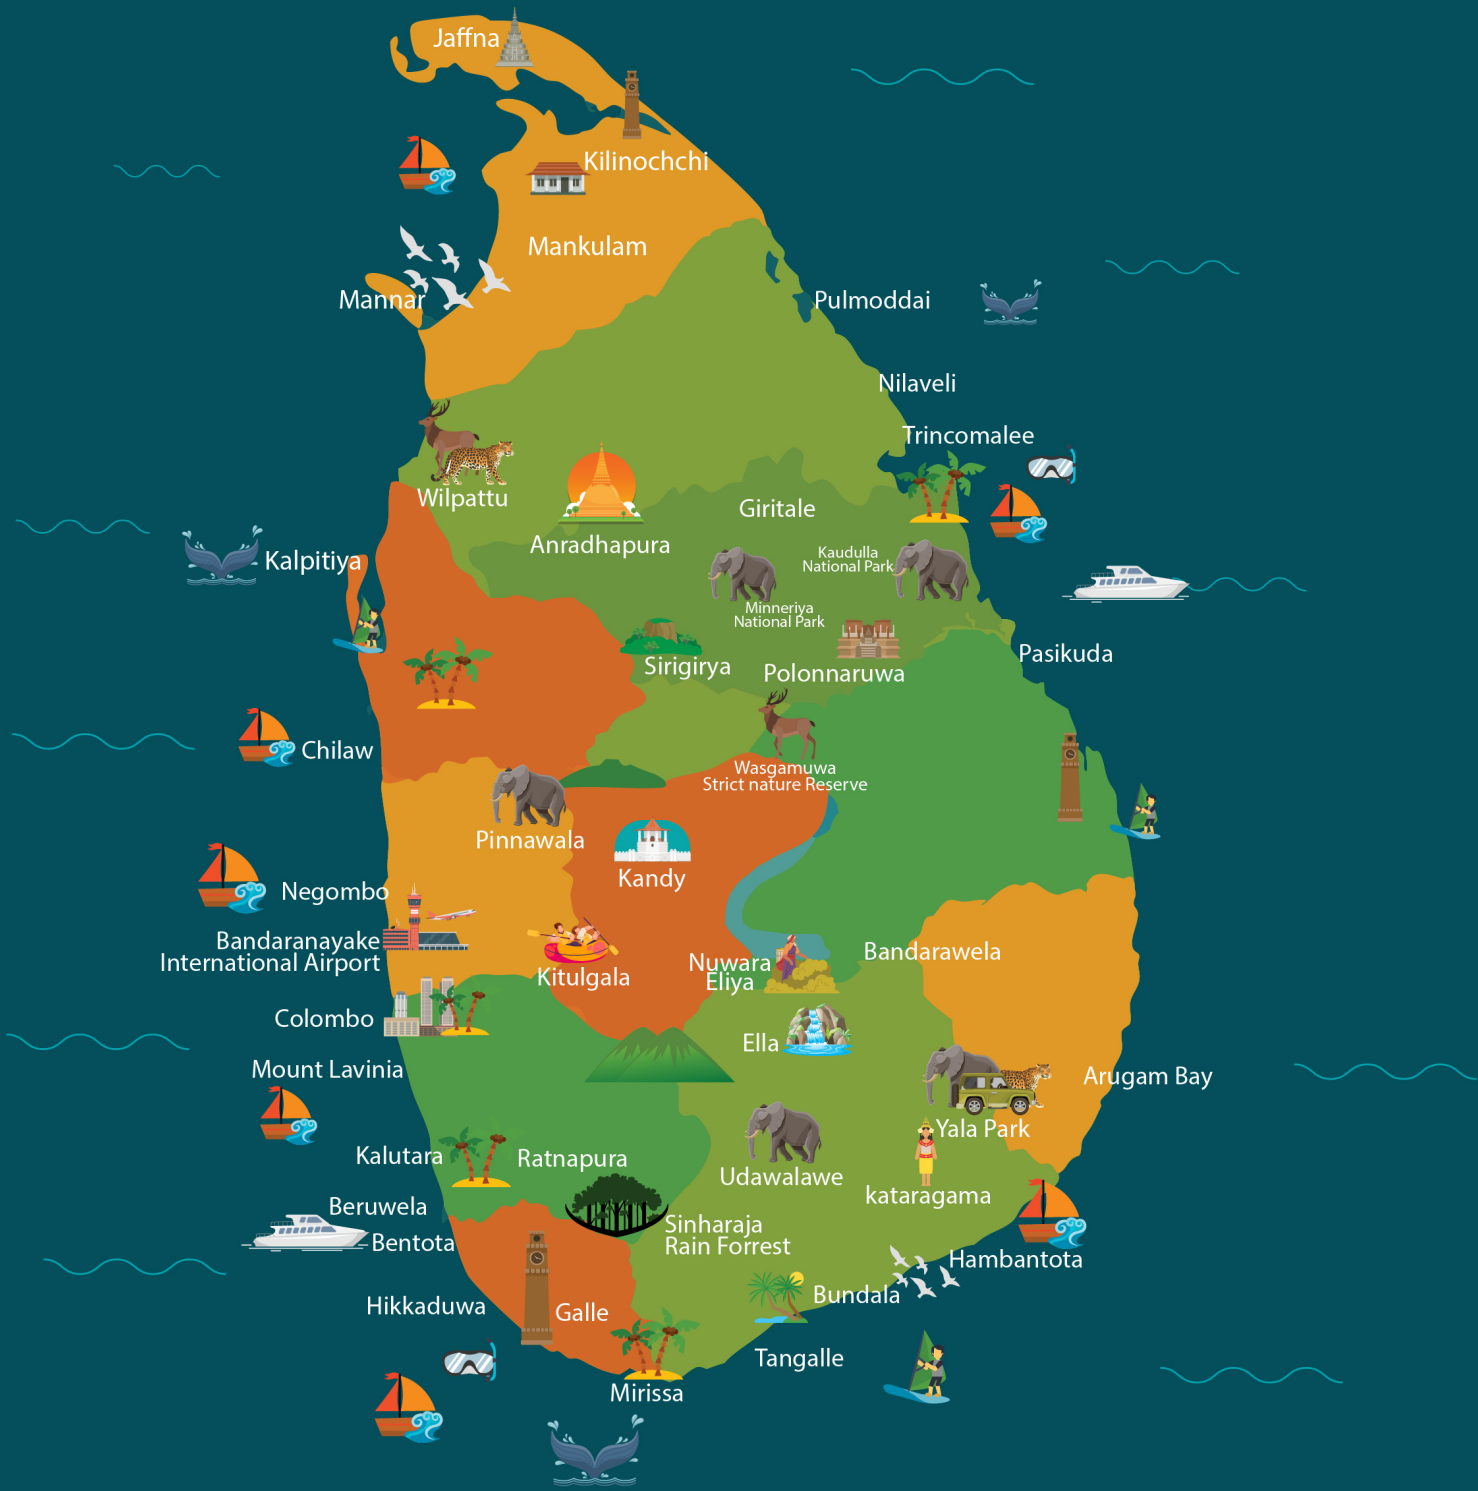 Jaffna
Kilinochchi
Mankulam
Mannar
Pulmoddai
Nilaveli
Trincomalee
Wilpattu
Giritale
Anradhapura
Kaudulla
National Park
Kalpitiya
Minneriya
National Park
Pasikuda
Sirigirya
Polonnaruwa
Chilaw
Wasgamuwa
Strict nature Reserve
Pinnawala
Kandy
Negombo
Bandaranayake
International Airport
Bandarawela
Nuwara
Eliya
Kitulgala
Colombo
Ella
Mount Lavinia
Arugam Bay
Yala Park
Kalutara
Ratnapura
Udawalawe
kataragama
Beruwela
Sinharaja
Rain Forrest
Bentota
Hambantota
Bundala
Hikkaduwa
Galle
Tangalle
Mirissa